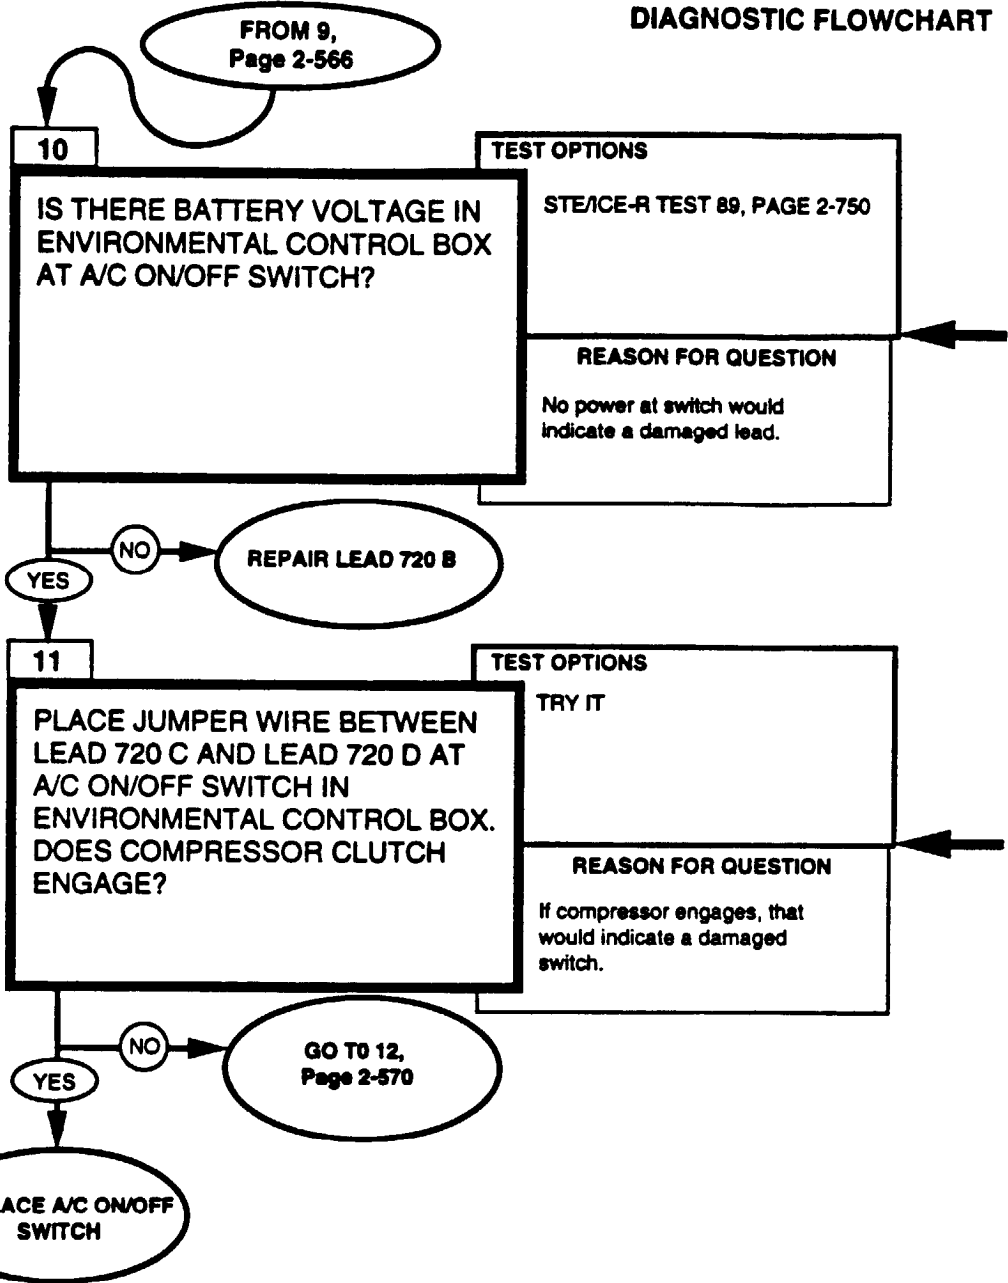 DIAGNOSTIC FLOWCHART
FROM 9,
Page 2-566
10
IS THERE BATTERY VOLTAGE IN
ENVIRONMENTAL CONTROL BOX
AT A/C ON/OFF SWITCH?
TEST OPTIONS
STE/ICE-R TEST 89, PAGE 2-750
REASON FOR QUESTION
No power at switch would
indicate a damaged lead.
NO
REPAIR LEAD 720 B
YES
11
PLACE JUMPER WIRE BETWEEN
LEAD 720 C AND LEAD 720 D AT
A/C ON/OFF SWITCH IN
ENVIRONMENTAL CONTROL BOX.
DOES COMPRESSOR CLUTCH
ENGAGE?
TEST OPTIONS
TRY IT
REASON FOR QUESTION
If compressor engages, that
would indicate a damaged
switch.
NO
GO TO 12,
Page 2-570
YES
ACE A/C ON/OFF
SWITCH